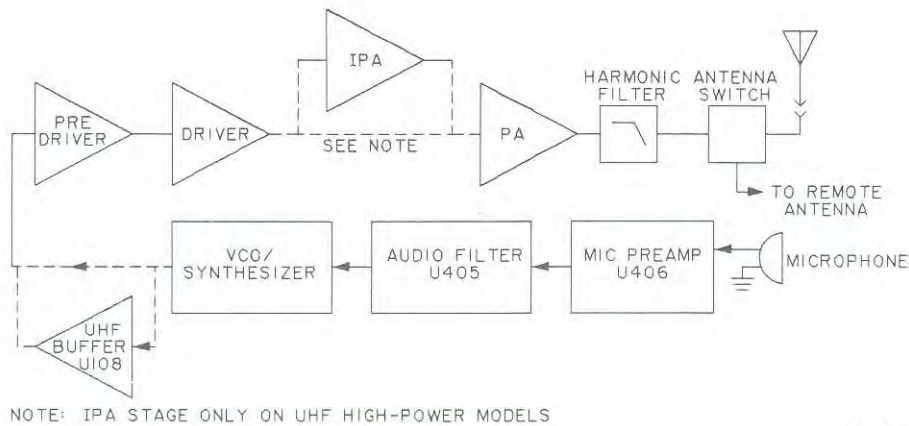 IPA
HARMONIC ANTENNA
FILTER SWITCH
PRE
DRIVER
DRIVER
SEE NOTE
PA
TO REMOTE
ANTENNA
VCO/
SYNTHESIZER
AUDIO FILTER
U405
MIC PREAMP
U406
MICROPHONE
UHF
BUFFER
U108
NOTE: IPA STAGE ONLY ON UHF HIGH-POWER MODELS